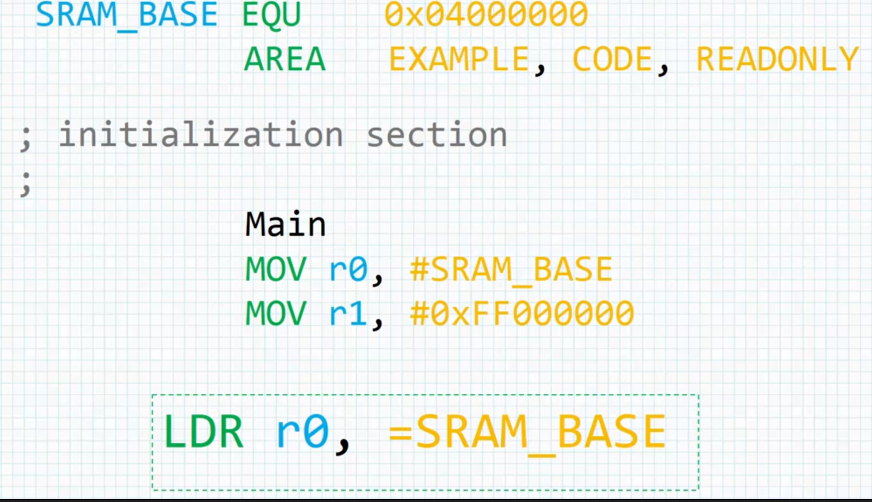 SRAM_BASE EQU 0x04000000
AREA EXAMPLE, CODE, READONLY
; initialization section
;
Main
MOV r0, #SRAM_BASE
MOV r1, #0xFF000000
LDR r0, =SRAM_BASE